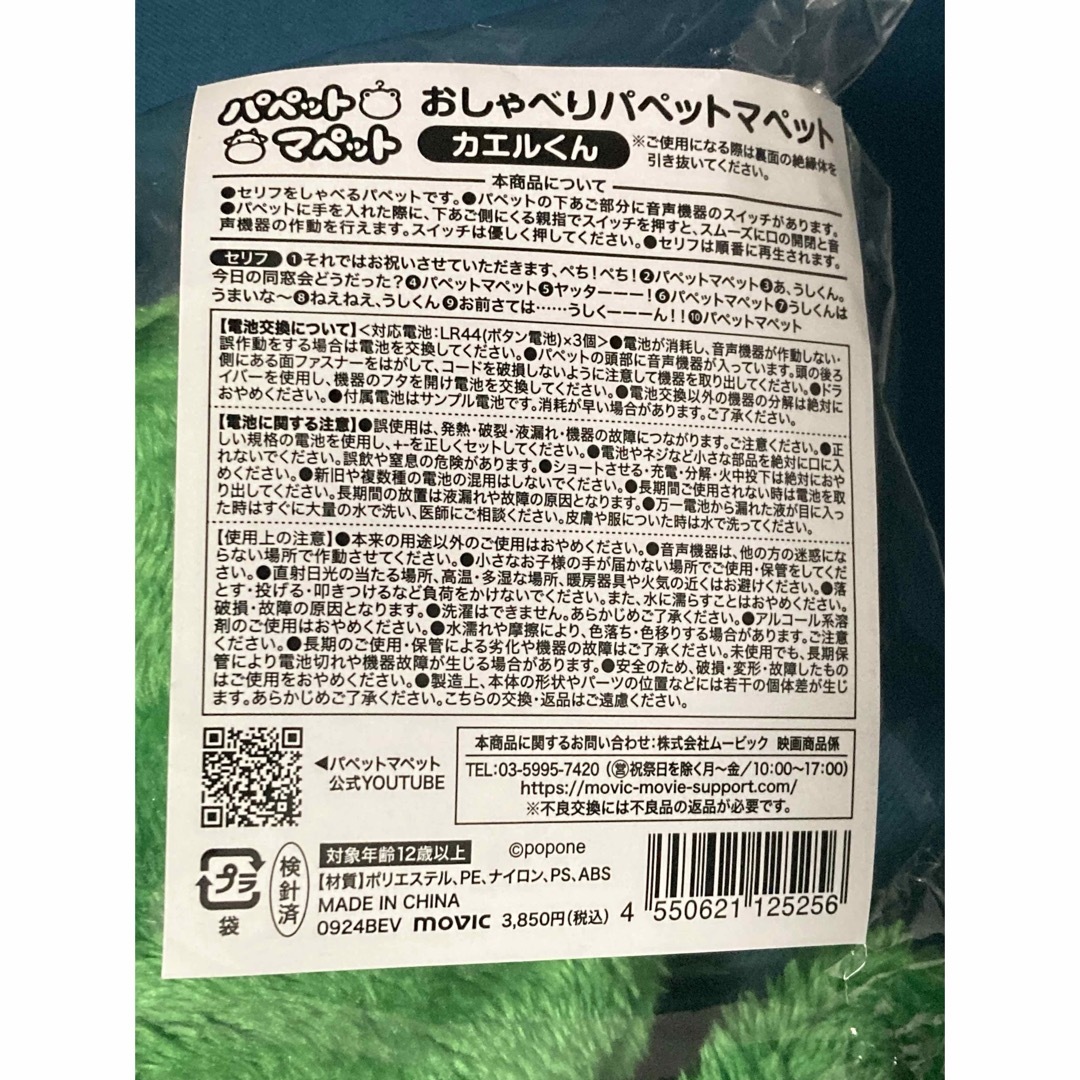 パペット
マペット
おしゃべりパペットマペット
カエルくん
※ご使用になる際は裏面の絶縁体を
引き抜いてください。
本商品について
●セリフをしゃべるパペットです。●パペットの下あご部分に音声機器のスイッチがあります。
●パペットに手を入れた際に、下あご側にくる親指でスイッチを押すと、スムーズに口の開閉と音
声機器の作動を行えます。スイッチは優しく押してください。●セリフは順番に再生されます。
セリフ ❶それではお祝いさせていただきます、ぺち!ぺち!❷パペットマペット❸あ、うしくん。
今日の同窓会どうだった?❹パペットマペット❺ヤッターーー!❻パペットマペット❼うしくんは
うまいな~❽ねえねえ、うしくん❾お前さては……うしくーーーん!!❿パペットマペット
【電池交換について】<対応電池:LR44(ボタン電池)×3個>●電池が消耗し、音声機器が作動しない・
誤作動をする場合は電池を交換してください。●パペットの頭部に音声機器が入っています。頭の後ろ
側にある面ファスナーをはがして、コードを破損しないように注意して機器を取り出してください。●ドラ
イバーを使用し、機器のフタを開け電池を交換してください。●電池交換以外の機器の分解は絶対に
おやめください。●付属電池はサンプル電池です。消耗が早い場合があります。ご了承ください。
【電池に関する注意】●誤使用は、発熱・破裂・液漏れ・機器の故障につながります。ご注意ください。●正
しい規格の電池を使用し、+-を正しくセットしてください。●電池やネジなど小さな部品を絶対に口に入
れないでください。誤飲や窒息の危険があります。●ショートさせる・充電・分解・火中投下は絶対におや
めください。●新旧や複数種の電池の混用はしないでください。●長期間ご使用されない時は電池を取
り出してください。長期間の放置は液漏れや故障の原因となります。●万一電池から漏れた液が目に入っ
た時はすぐに大量の水で洗い、医師にご相談ください。皮膚や服についた時は水で洗ってください。
【使用上の注意】●本来の用途以外のご使用はおやめください。●音声機器は、他の方の迷惑にな
らない場所で作動させてください。●小さなお子様の手が届かない場所でご使用・保管をしてくだ
さい。●直射日光の当たる場所、高温・多湿な場所、暖房器具や火気の近くはお避けください。●落
とす・投げる・叩きつけるなど負荷をかけないでください。また、水に濡らすことはおやめください。
破損・故障の原因となります。●洗濯はできません。あらかじめご了承ください。●アルコール系溶
剤のご使用はおやめください。●水濡れや摩擦により、色落ち・色移りする場合があります。ご注意
ください。●長期のご使用・保管による劣化や機器の故障はご了承ください。未使用でも、長期保
管により電池切れや機器故障が生じる場合があります。●安全のため、破損・変形・故障したもの
はご使用をおやめください。●製造上、本体の形状やパーツの位置などには若干の個体差が生じ
ます。あらかじめご了承ください。こちらの交換・返品はご遠慮ください。
◀パペットマペット
公式YOUTUBE
本商品に関するお問い合わせ:株式会社ムービック 映画商品係
TEL:03-5995-7420 (営祝祭日を除く月~金/10:00~17:00)
https://movic-movie-support.com/
※不良交換には不良品の返品が必要です。
プラ
袋
検針済
対象年齢12歳以上
©popone
【材質】ポリエステル、PE、ナイロン、PS、ABS
MADE IN CHINA
0924BEV movic 3,850円(税込)
4 550621 125256